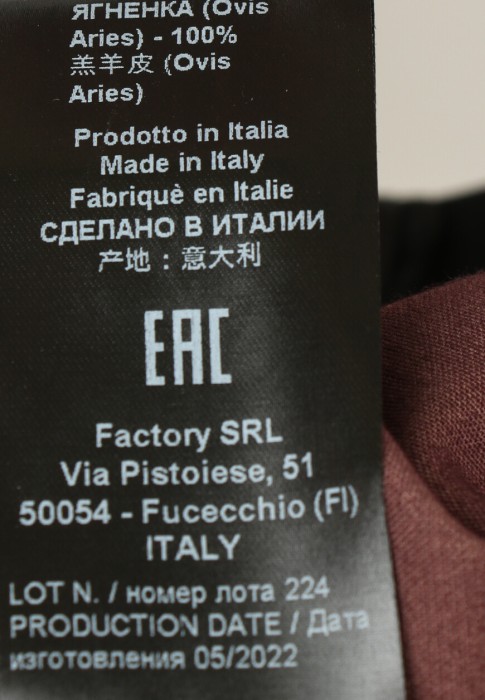 ЯГНЕНКА (Ovis
Aries) - 100%
羔羊皮 (Ovis
Aries)
Prodotto in Italia
Made in Italy
Fabriquè en Italie
СДЕЛАНО В ИТАЛИИ
产地：意大利
EAC
Factory SRL
Via Pistoiese, 51
50054 - Fucecchio (FI)
ITALY
LOT N. / номер лота 224
PRODUCTION DATE / Дата
изготовления 05/2022